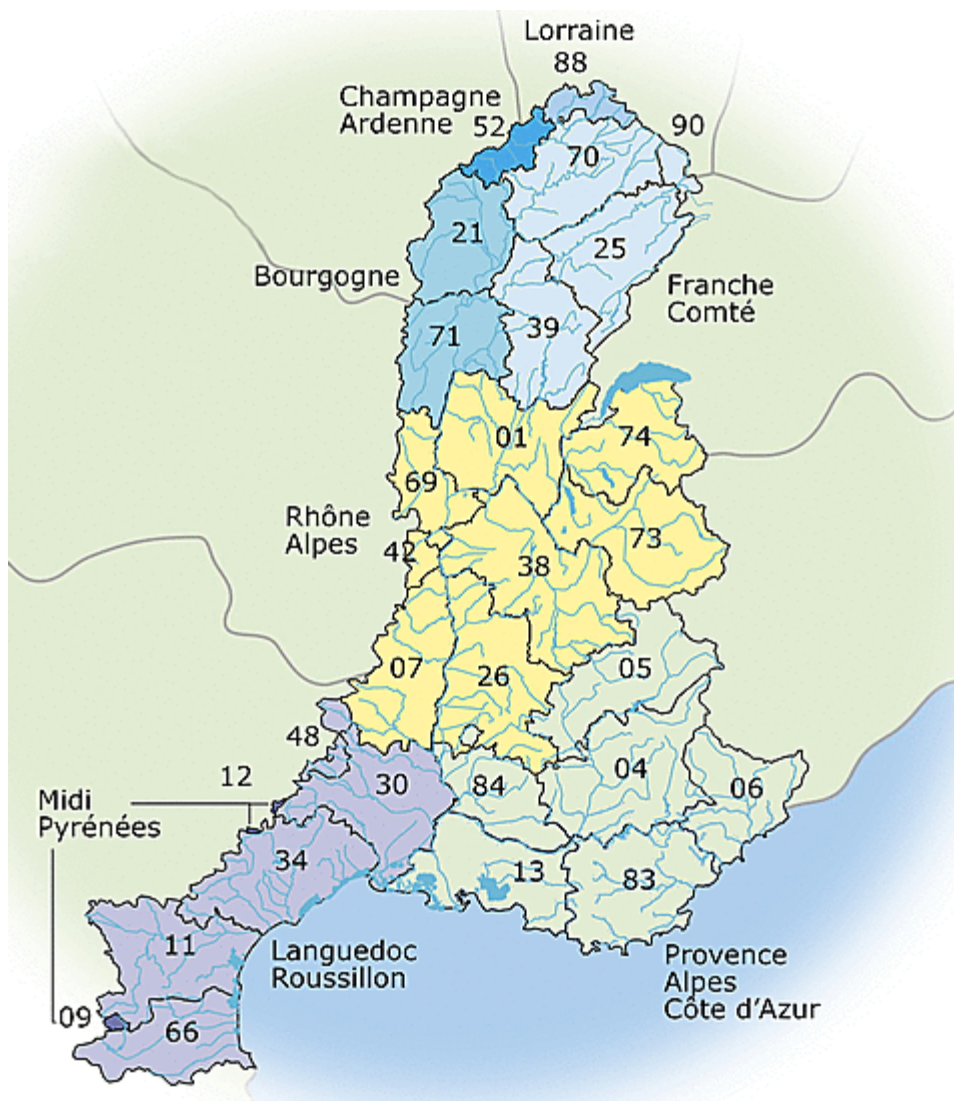 Lorraine
88
Champagne
Ardenne
52
90
70
21
25
Bourgogne
Franche
Comté
71
39
01
74
69
Rhône
Alpes
42
38
73
07
26
05
48
12
30
84
04
06
Midi
Pyrénées
34
13
83
11
Languedoc
Roussillon
Provence
Alpes
Côte d'Azur
09
66